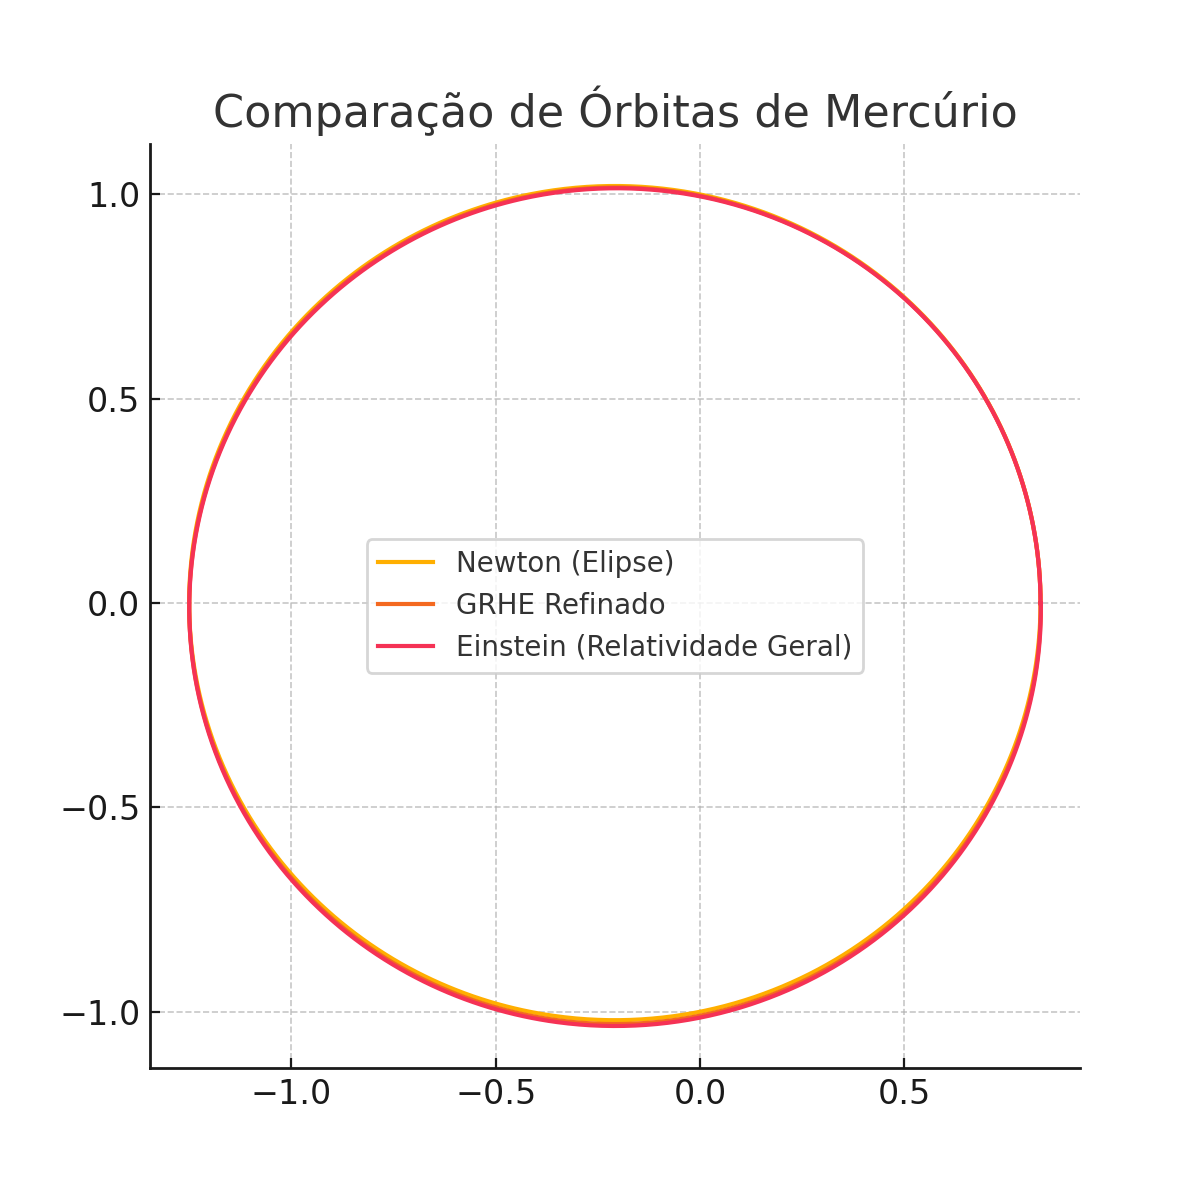 Comparação de Órbitas de Mercúrio
1.0
0.5
0.0
−0.5
−1.0
Newton (Elipse)
GRHE Refinado
Einstein (Relatividade Geral)
−1.0 −0.5 0.0 0.5